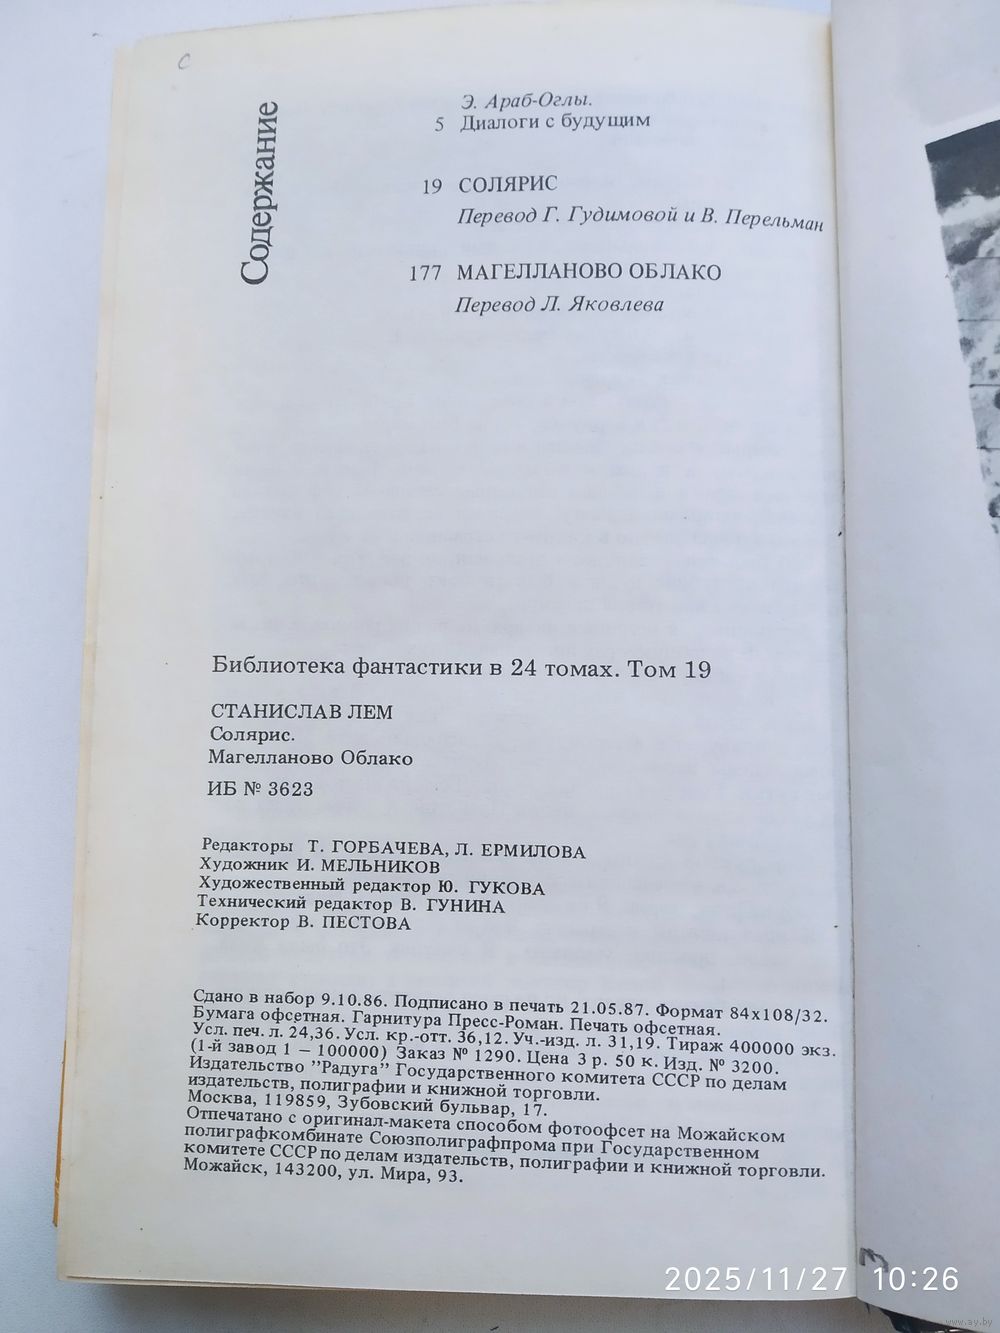 С
Содержание
Э. Араб-Оглы.
5 Диалоги с будущим
19 СОЛЯРИС
Перевод Г. Гудимовой и В. Перельман
177 МАГЕЛЛАНОВО ОБЛАКО
Перевод Л. Яковлева
Библиотека фантастики в 24 томах. Том 19
СТАНИСЛАВ ЛЕМ
Солярис.
Магелланово Облако
ИБ № 3623
Редакторы Т. ГОРБАЧЕВА, Л. ЕРМИЛОВА
Художник И. МЕЛЬНИКОВ
Художественный редактор Ю. ГУКОВА
Технический редактор В. ГУНИНА
Корректор В. ПЕСТОВА
Сдано в набор 9.10.86. Подписано в печать 21.05.87. Формат 84х108/32.
Бумага офсетная. Гарнитура Пресс-Роман. Печать офсетная.
Усл. печ. л. 24,36. Усл. кр.-отт. 36,12. Уч.-изд. л. 31,19. Тираж 400000 экз.
(1-й завод 1 – 100000) Заказ № 1290. Цена 3 р. 50 к. Изд. № 3200.
Издательство "Радуга" Государственного комитета СССР по делам
издательств, полиграфии и книжной торговли.
Москва, 119859, Зубовский бульвар, 17.
Отпечатано с оригинал-макета способом фотоофсет на Можайском
полиграфкомбинате Союзполиграфпрома при Государственном
комитете СССР по делам издательств, полиграфии и книжной торговли.
Можайск, 143200, ул. Мира, 93.
2025/11/27 10:26
www.ay.by